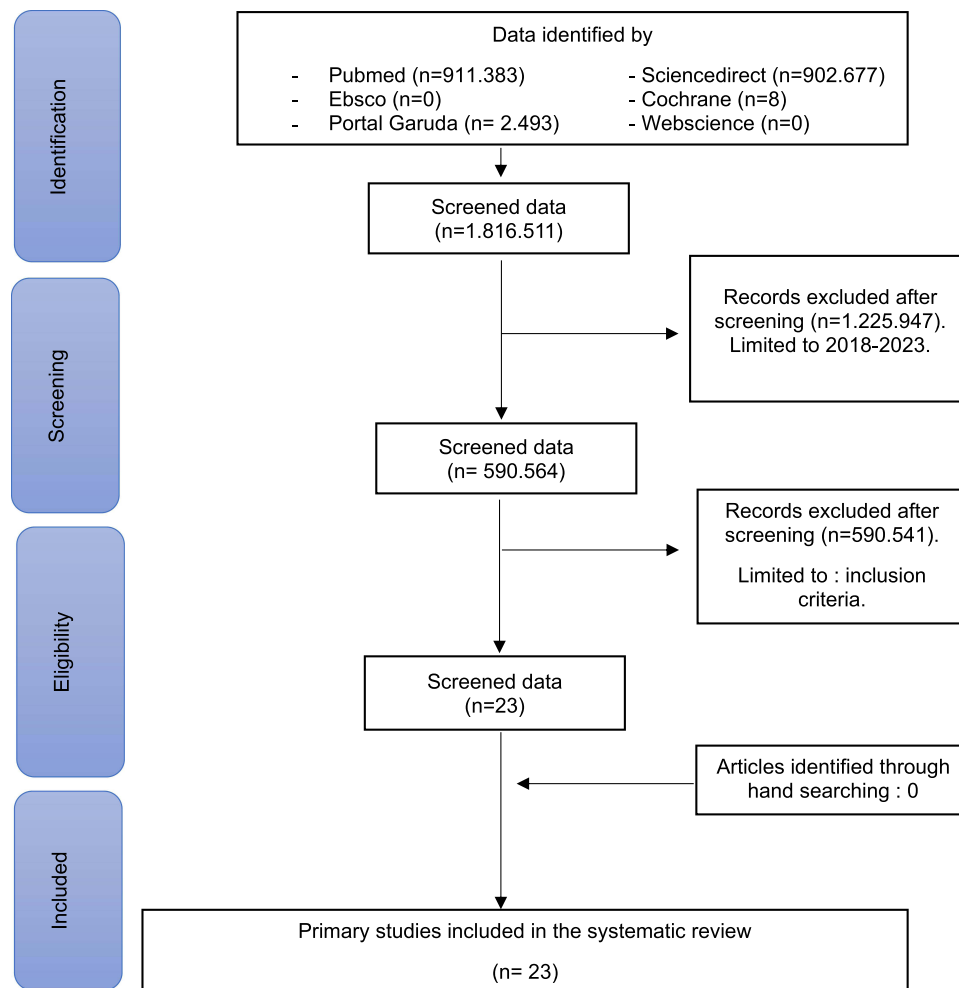 Identification
Data identified by
- Pubmed (n=911.383)
- Ebsco (n=0)
- Portal Garuda (n= 2.493)
- Sciencedirect (n=902.677)
- Cochrane (n=8)
- Webscience (n=0)
Screened data
(n=1.816.511)
Records excluded after
screening (n=1.225.947).
Limited to 2018-2023.
Screening
Screened data
(n= 590.564)
Records excluded after
screening (n=590.541).
Limited to : inclusion
criteria.
Eligibility
Screened data
(n=23)
Articles identified through
hand searching : 0
Included
Primary studies included in the systematic review
(n= 23)